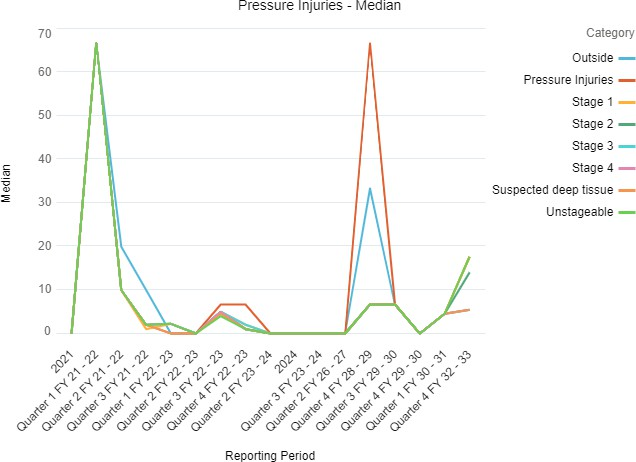 Pressure Injuries - Median
Category
Outside
Pressure Injuries
Stage 1
Stage 2
Stage 3
Stage 4
Suspected deep tissue
Unstageable
Median
70
60
50
40
30
20
10
0
2021
Quarter 1 FY 21 - 22
Quarter 2 FY 21 - 22
Quarter 3 FY 21 - 22
Quarter 1 FY 22 - 23
Quarter 2 FY 22 - 23
Quarter 3 FY 22 - 23
Quarter 4 FY 22 - 23
Quarter 2 FY 23 - 24
2024
Quarter 3 FY 23 - 24
Quarter 2 FY 26 - 27
Quarter 4 FY 28 - 29
Quarter 3 FY 29 - 30
Quarter 4 FY 29 - 30
Quarter 1 FY 30 - 31
Quarter 4 FY 32 - 33
Reporting Period